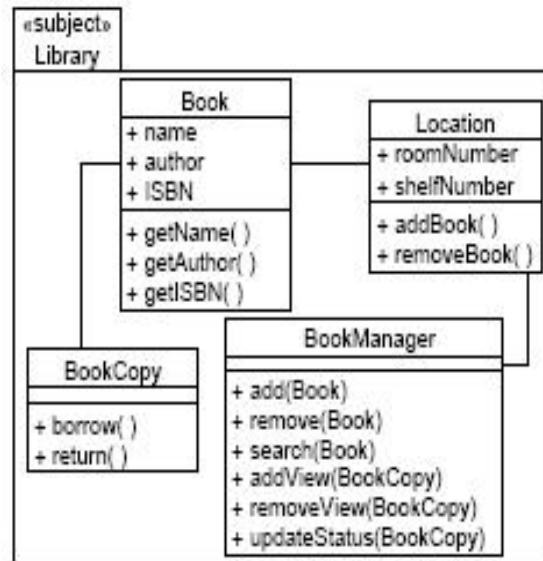 «subject»
Library
Book
+ name
+ author
+ ISBN
+ getName( )
+ getAuthor( )
+ getISBN( )
Location
+ roomNumber
+ shelfNumber
+ addBook( )
+ removeBook( )
BookCopy
+ borrow( )
+ return( )
BookManager
+ add(Book)
+ remove(Book)
+ search(Book)
+ addView(BookCopy)
+ removeView(BookCopy)
+ updateStatus(BookCopy)